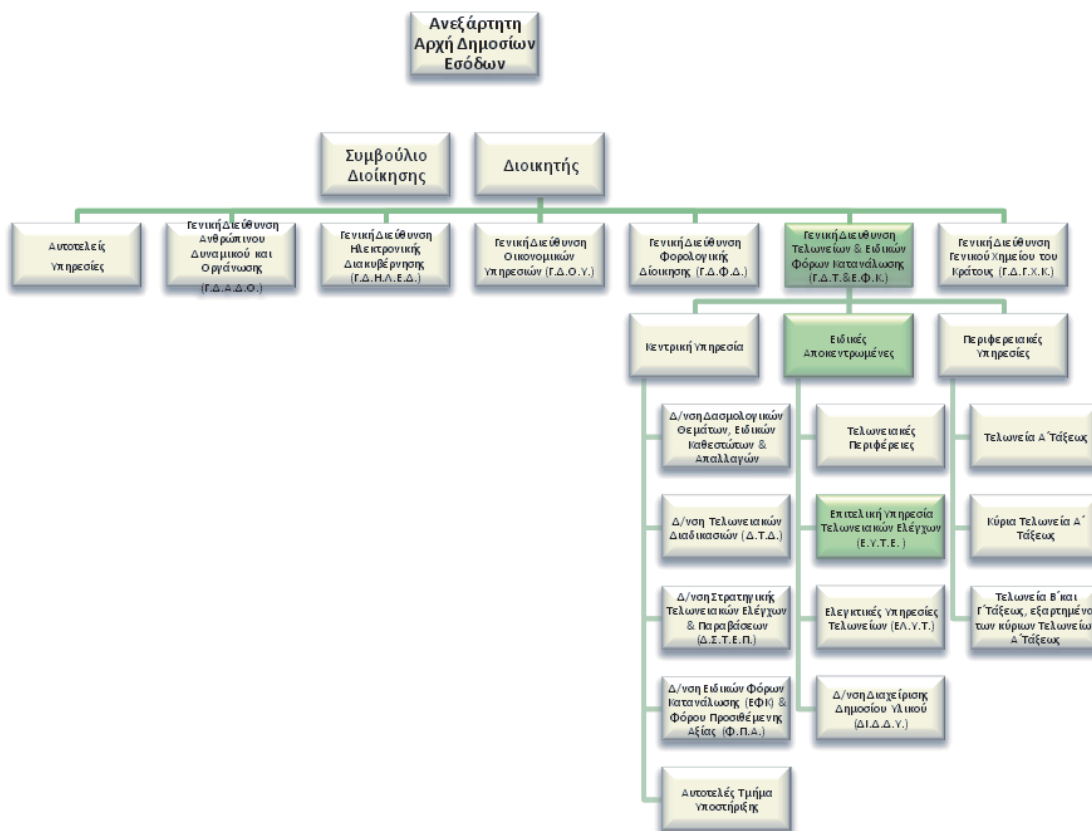 Ανεξάρτητη
Αρχή Δημοσίων
Εσόδων
Συμβούλιο
Διοίκησης
Διοικητής
Αυτοτελείς
Υπηρεσίες
Γενική Διεύθυνση
Ανθρώπινου
Δυναμικού και
Οργάνωσης
(Γ.Δ.Α.Δ.Ο.)
Γενική Διεύθυνση
Ηλεκτρονικής
Διακυβέρνησης
(Γ.Δ.Η.Λ.Ε.Δ.)
Γενική Διεύθυνση
Οικονομικών
Υπηρεσιών (Γ.Δ.Ο.Υ.)
Γενική Διεύθυνση
Φορολογικής
Διοίκησης (Γ.Δ.Φ.Δ.)
Γενική Διευθυνση
Τελωνείων & Ειδικών
Φόρων Κατανάλωσης
(Γ.Δ.Τ.&Ε.Φ.Κ.)
Γενική Διεύθυνση
Γενικού Χημείου του
Κράτους (Γ.Δ.Γ.Χ.Κ.)
Κεντρική Υπηρεσία
Ειδικές
Αποκεντρωμένες
Περιφερειακές
Υπηρεσίες
Δ/νση Δασμολογικών
Θεμάτων, Ειδικών
Καθεστώτων &
Απαλλαγών
Δ/νση Τελωνειακών
Διαδικασιών (Δ.Τ.Δ.)
Δ/νση Στρατηγικής
Τελωνειακών Ελέγχων
& Παραβάσεων
(Δ.Σ.Τ.Ε.Π.)
Δ/νση Ειδικών Φόρων
Κατανάλωσης (ΕΦΚ) &
Φόρου Προσιθέμενης
Αξίας (Φ.Π.Α.)
Αυτοτελές Τμήμα
Υποστήριξης
Τελωνειακές
Περιφέρειες
Επιτελική Υπηρεσία
Τελωνειακών Ελέγχων
(Ε.Υ.Τ.Ε.)
Ελεγκτικές Υπηρεσίες
Τελωνείων (ΕΛ.Υ.Τ.)
Δ/νση Διαχείρισης
Δημοσίου Υλικού
(ΔΙ.Δ.Δ.Υ.)
Τελωνεία Α΄Τάξεως
Κύρια Τελωνεία Α΄
Τάξεως
Τελωνεία Β΄και
Γ΄Τάξεως, εξαρτημένα
των κύριων Τελωνείων
Α΄Τάξεως